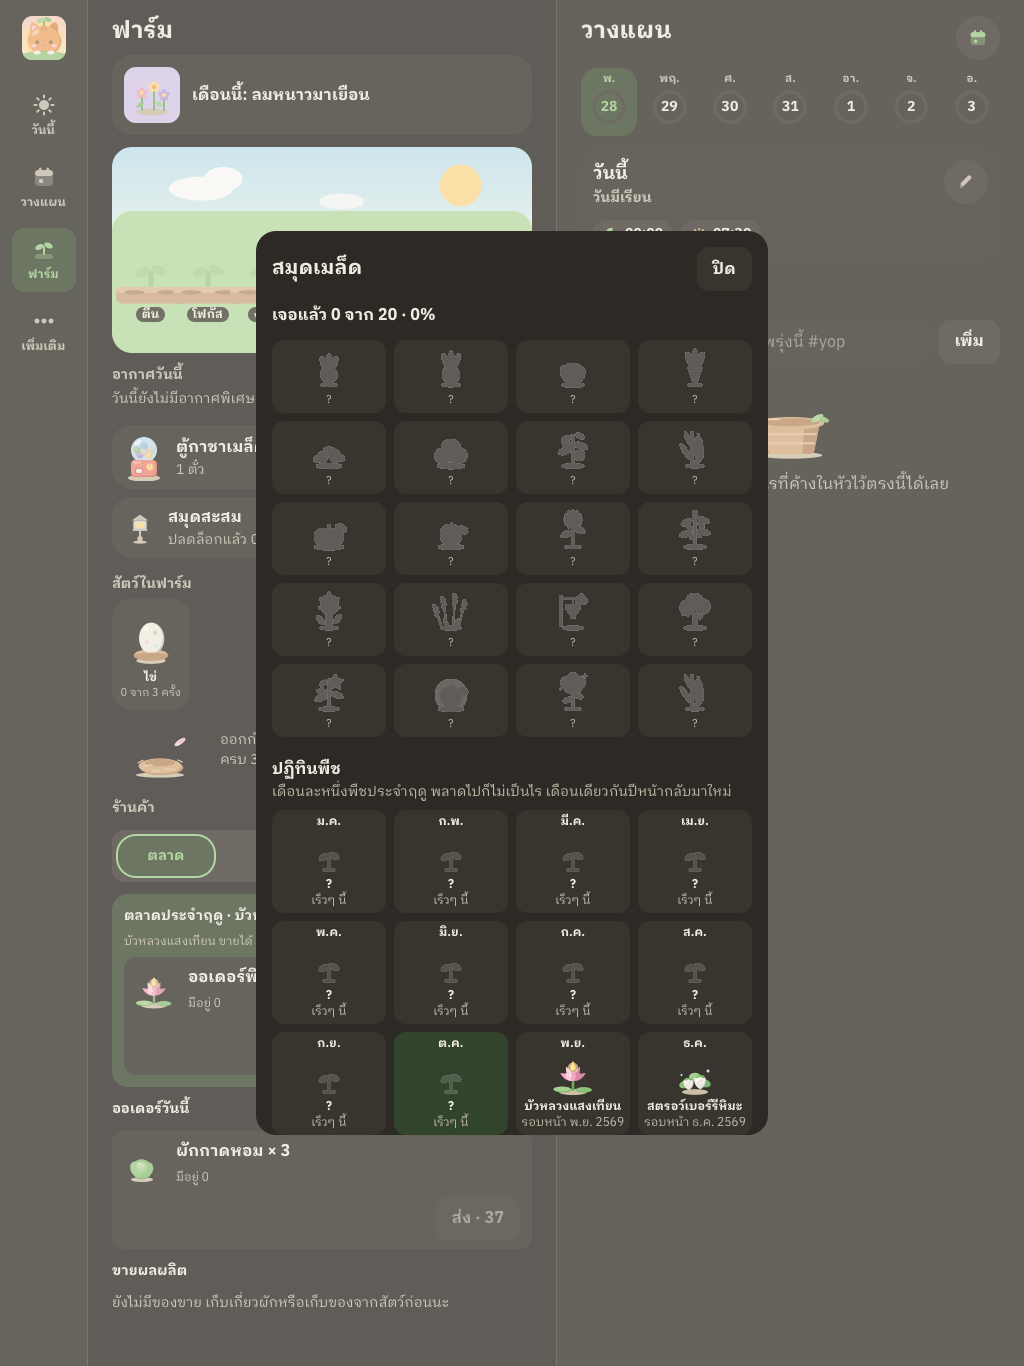 วันนี้
วางแผน
ฟาร์ม
เพิ่มเติม
ฟาร์ม
เดือนนี้: ลมหนาวมาเยือน
ตื่น
โฟกัส
อากาศวันนี้
วันนี้ยังไม่มีอากาศพิเศษ
ตู้กาชาเมล็ด
1 ตั๋ว
สมุดสะสม
ปลดล็อกแล้ว 0
สัตว์ในฟาร์ม
ไข่
0 จาก 3 ครั้ง
ครบ 3
ร้านค้า
ตลาด
ตลาดประจำฤดู · บัวห
บัวหลวงแสงเทียน ขายได้
ออเดอร์พิ
มีอยู่ 0
ออเดอร์วันนี้
ผักกาดหอม × 3
มีอยู่ 0
ส่ง · 37
ขายผลผลิต
ยังไม่มีของขาย เก็บเกี่ยวผักหรือเก็บของจากสัตว์ก่อนนะ
วางแผน
พ. พฤ. ศ. ส. อา. จ. อ.
28 29 30 31 1 2 3
วันนี้
วันมีเรียน
พรุ่งนี้ #yop
เพิ่ม
รที่ค้างในหัวไว้ตรงนี้ได้เลย
สมุดเมล็ด
ปิด
เจอแล้ว 0 จาก 20 · 0%
? ? ? ?
? ? ? ?
? ? ? ?
? ? ? ?
? ? ? ?
ปฏิทินพืช
เดือนละหนึ่งพืชประจำฤดู พลาดไปก็ไม่เป็นไร เดือนเดียวกันปีหน้ากลับมาใหม่
ม.ค. ก.พ. มี.ค. เม.ย.
? ? ? ?
เร็วๆ นี้ เร็วๆ นี้ เร็วๆ นี้ เร็วๆ นี้
พ.ค. มิ.ย. ก.ค. ส.ค.
? ? ? ?
เร็วๆ นี้ เร็วๆ นี้ เร็วๆ นี้ เร็วๆ นี้
ก.ย. ต.ค. พ.ย. ธ.ค.
? ? บัวหลวงแสงเทียน สตรอว์เบอร์รีหิมะ
เร็วๆ นี้ เร็วๆ นี้ รอบหน้า พ.ย. 2569 รอบหน้า ธ.ค. 2569